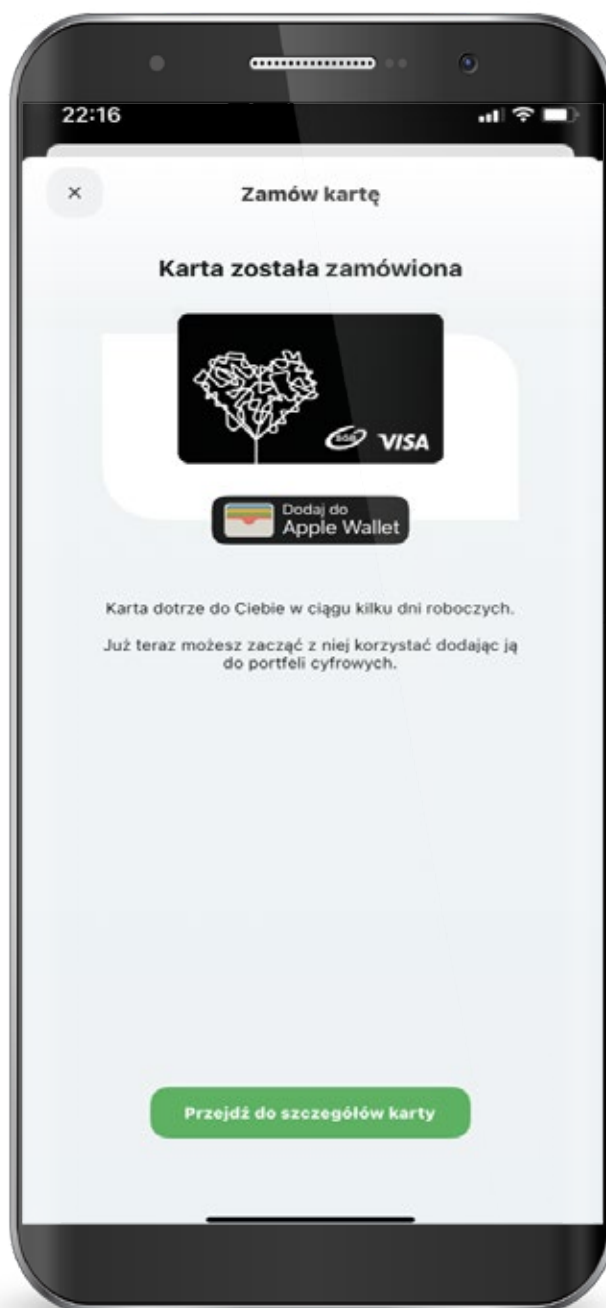 22:16
×
Zamów kartę
Karta została zamówiona
SGB VISA
Dodaj do
Apple Wallet
Karta dotrze do Ciebie w ciągu kilku dni roboczych.
Już teraz możesz zacząć z niej korzystać dodając ją
do portfeli cyfrowych.
Przejdź do szczegółów karty